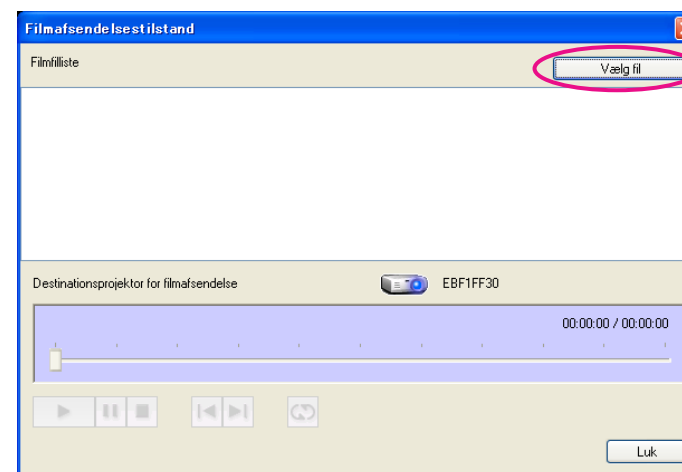 Filmafsendelsestilstand
Filmfilliste
Vælg fil
Destinationsprojektor for filmafsendelse
EBF1FF30
00:00:00 / 00:00:00
Luk